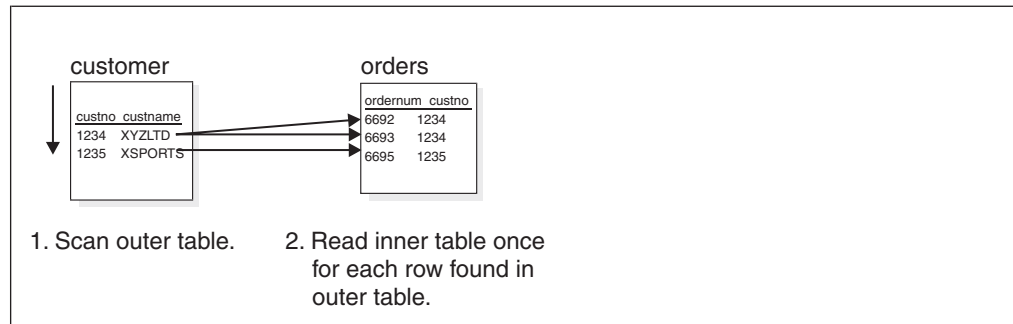 customer
custno custname
1234 XYZLTD
1235 XSPORTS
orders
ordernum custno
6692 1234
6693 1234
6695 1235
1. Scan outer table.
2. Read inner table once
for each row found in
outer table.